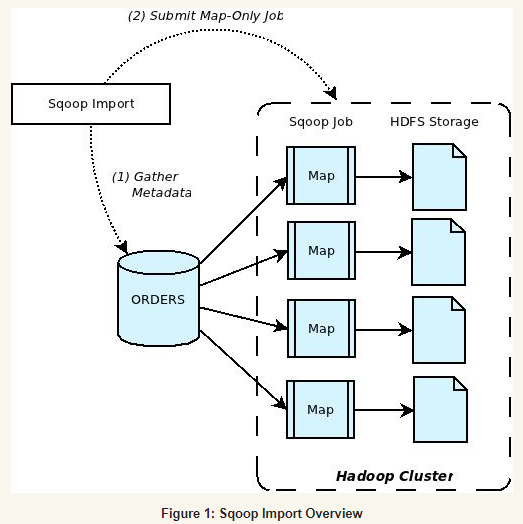 (2) Submit Map-Only Job
Sqoop Import
Sqoop Job
HDFS Storage
(1) Gather
Metadata
Map
Map
ORDERS
Map
Map
Hadoop Cluster
Figure 1: Sqoop Import Overview